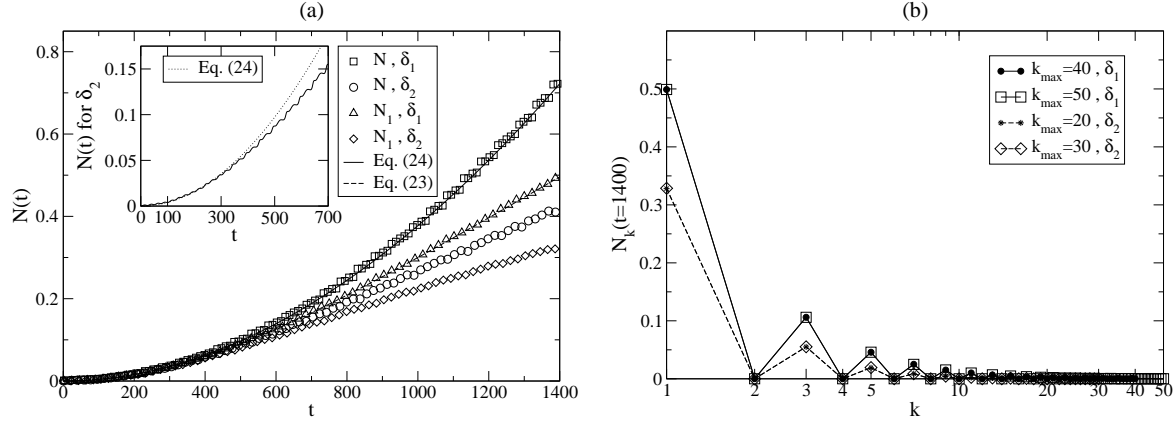 (a)
0.8
0.6
0.4
0.2
0
N(t)
0 200 400 600 800 1000 1200 1400
t
0.15
0.1
0.05
0
N(t) for δ₂
100 300 500 700
t
Eq. (24)
N , δ₁
N , δ₂
N₁ , δ₁
N₁ , δ₂
Eq. (24)
Eq. (23)
(b)
0.5
0.4
0.3
0.2
0.1
0
Nₖ(t=1400)
1 2 3 4 5 10 20 30 40 50
k
kmax=40 , δ₁
kmax=50 , δ₁
kmax=20 , δ₂
kmax=30 , δ₂